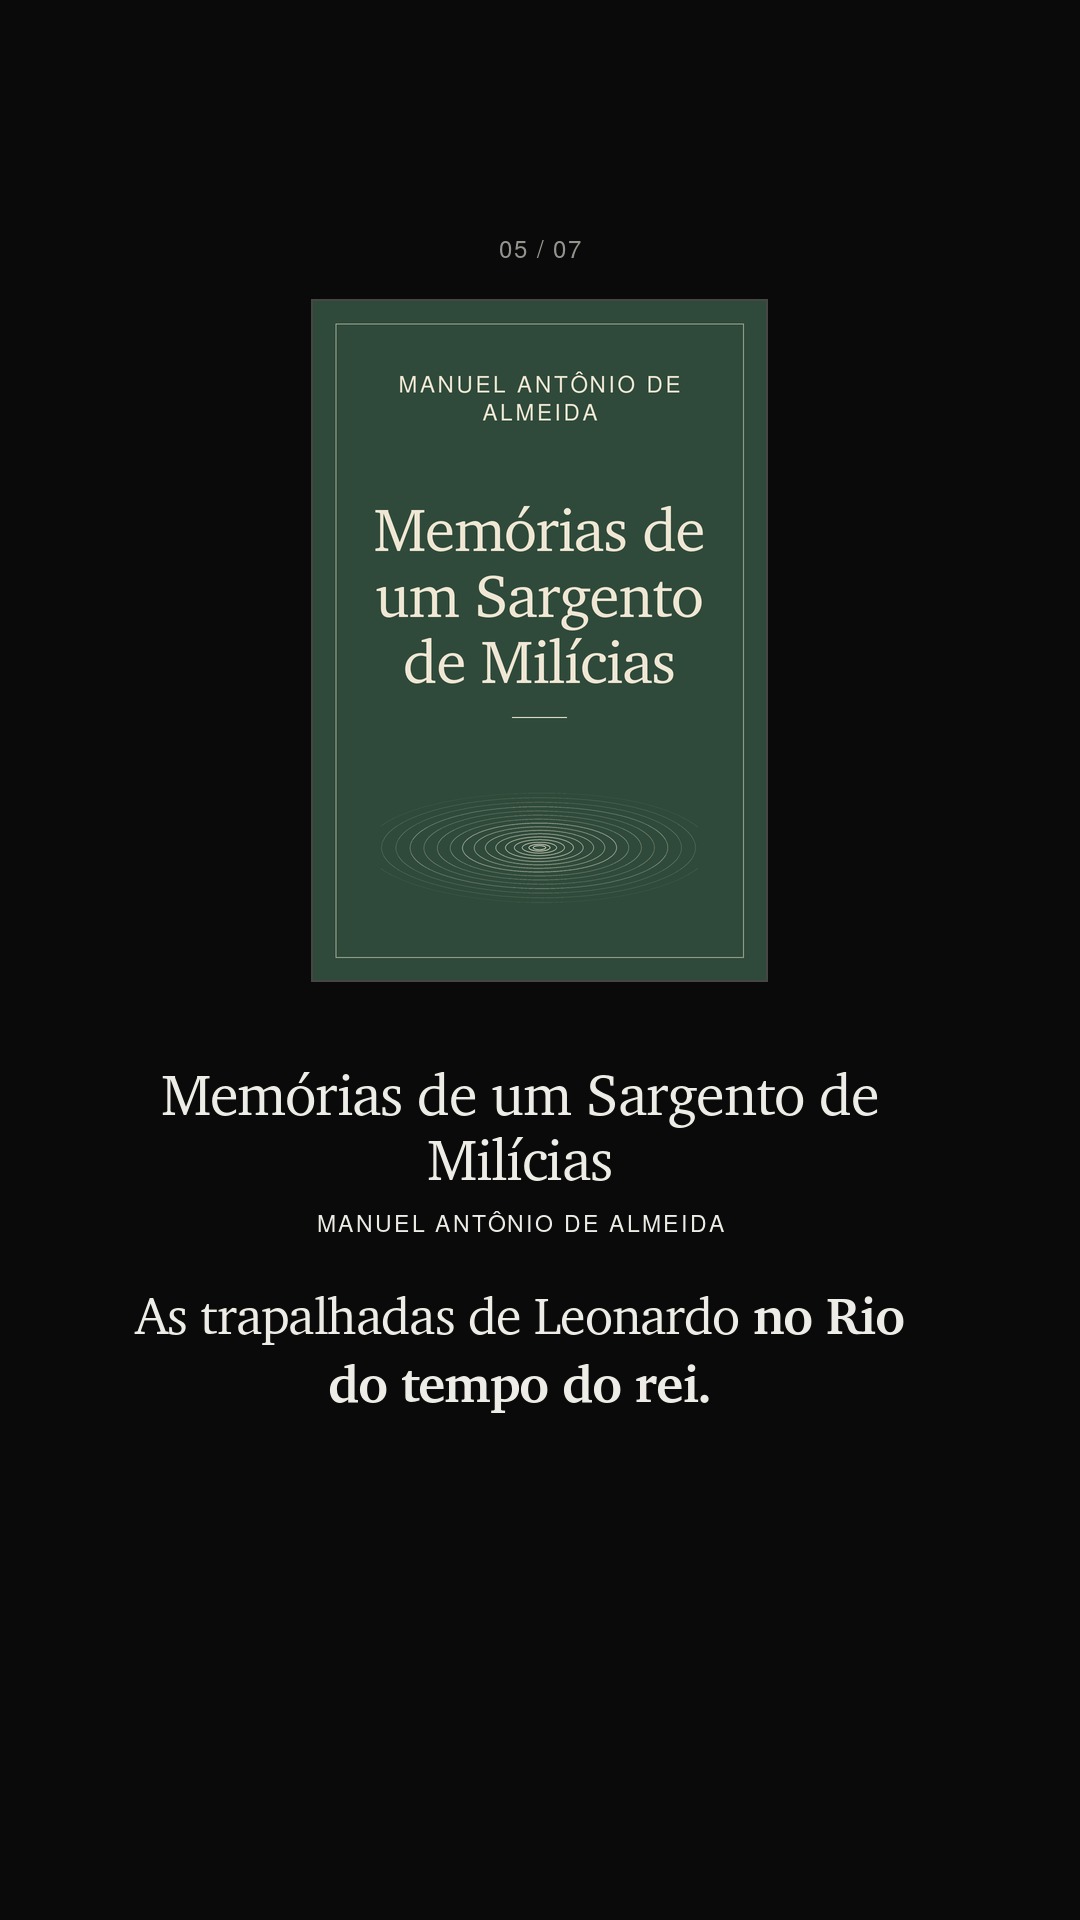 05 / 07
MANUEL ANTÔNIO DE
ALMEIDA
Memórias de
um Sargento
de Milícias
Memórias de um Sargento de
Milícias
MANUEL ANTÔNIO DE ALMEIDA
As trapalhadas de Leonardo no Rio
do tempo do rei.